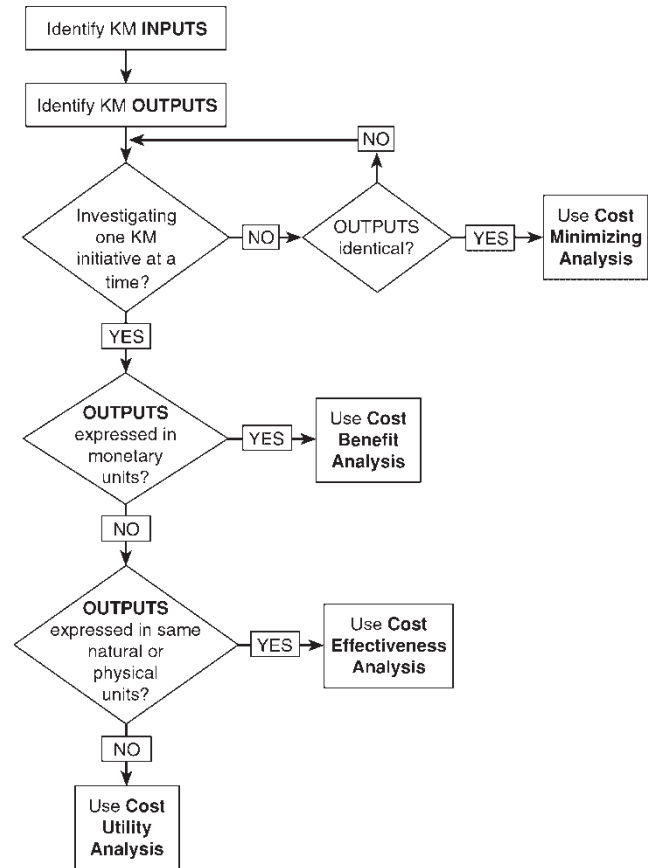 Identify KM INPUTS
Identify KM OUTPUTS
NO
Investigating
one KM
initiative at a
time?
NO
OUTPUTS
identical?
YES
Use Cost
Minimizing
Analysis
YES
OUTPUTS
expressed in
monetary
units?
YES
Use Cost
Benefit
Analysis
NO
OUTPUTS
expressed in same
natural or
physical
units?
YES
Use Cost
Effectiveness
Analysis
NO
Use Cost
Utility
Analysis